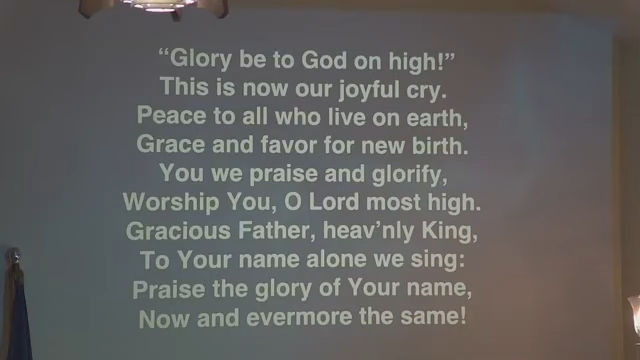 “Glory be to God on high!”
This is now our joyful cry.
Peace to all who live on earth,
Grace and favor for new birth.
You we praise and glorify,
Worship You, O Lord most high.
Gracious Father, heav’nly King,
To Your name alone we sing:
Praise the glory of Your name,
Now and evermore the same!